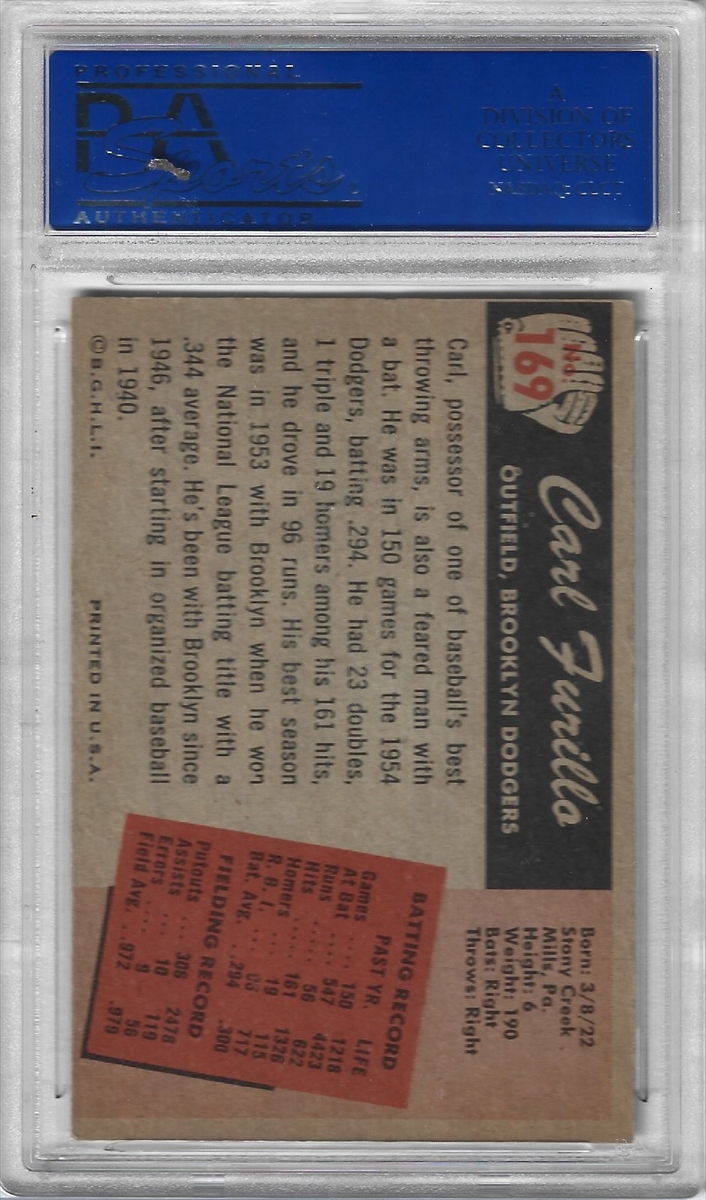 PROFESSIONAL
PSA
Sports
AUTHENTICATOR
A
DIVISION OF
COLLECTORS
UNIVERSE
NASDAQ: CLCT
No.
169
Carl Furillo
OUTFIELD, BROOKLYN DODGERS
Carl, possessor of one of baseball's best
throwing arms, is also a feared man with
a bat. He was in 150 games for the 1954
Dodgers, batting .294. He had 23 doubles,
1 triple and 19 homers among his 161 hits,
and he drove in 96 runs. His best season
was in 1953 with Brooklyn when he won
the National League batting title with a
.344 average. He's been with Brooklyn since
1946, after starting in organized baseball
in 1940.
©B.G.H.L.I.
PRINTED IN U.S.A.
Born: 3/8/22
Stony Creek
Mills, Pa.
Height: 6
Weight: 190
Bats: Right
Throws: Right
BATTING RECORD
PAST YR. LIFE
Games .... 150 1218
At Bat .... 547 4423
Runs .... 56 622
Hits .... 161 1326
Homers .... 19 115
R. B. I. .... 717
Bat. Avg. ... .294 .300
FIELDING RECORD
Putouts .... 306 2478
Assists .... 10 119
Errors .... 56
Field Avg. ... .972 .979